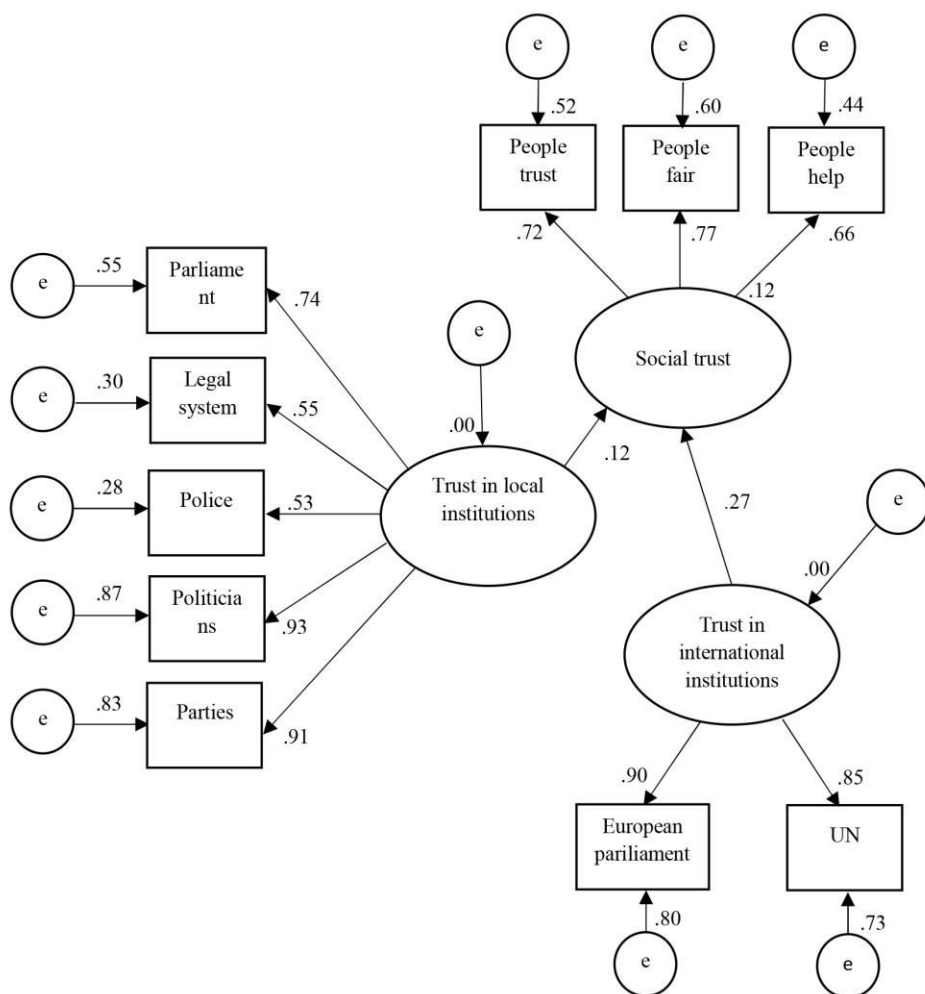 e
e
e
.52
.60
.44
People
trust
People
fair
People
help
.72
.77
.66
.12
Social trust
e
.55
Parliame
nt
.74
e
.30
Legal
system
.55
e
.00
.12
Trust in local
institutions
e
.28
Police
.53
e
.87
Politicia
ns
.93
e
.83
Parties
.91
.27
e
.00
Trust in
international
institutions
.90
.85
European
pariliament
UN
.80
.73
e
e